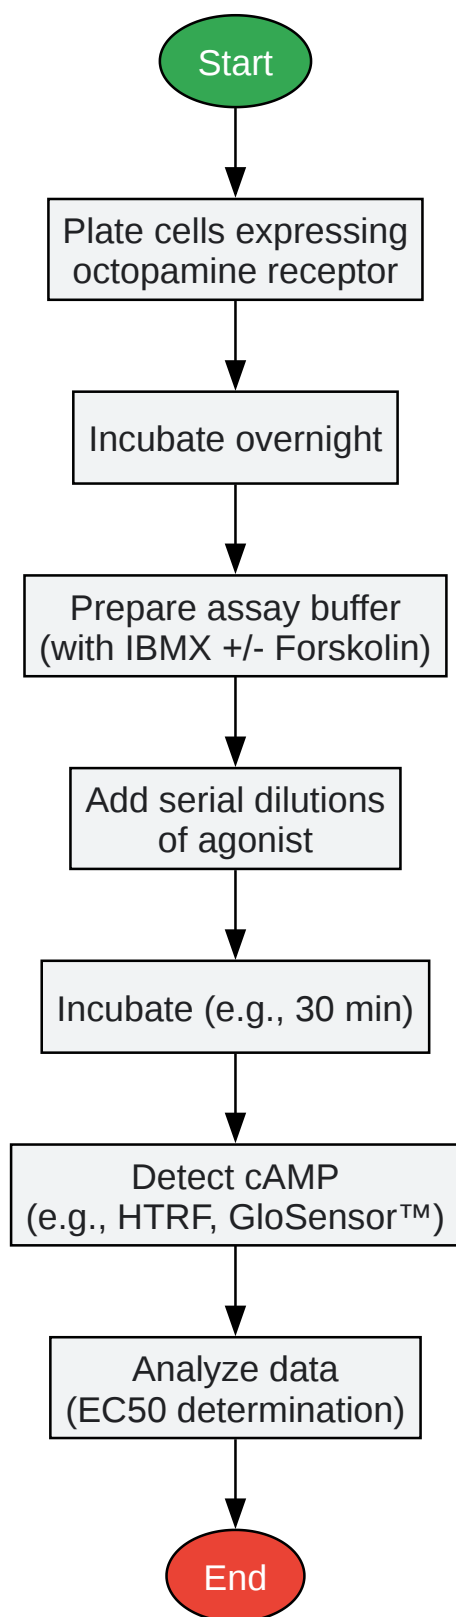 Start
Plate cells expressing
octopamine receptor
Incubate overnight
Prepare assay buffer
(with IBMX +/- Forskolin)
Add serial dilutions
of agonist
Incubate (e.g., 30 min)
Detect cAMP
(e.g., HTRF, GloSensor™)
Analyze data
(EC50 determination)
End